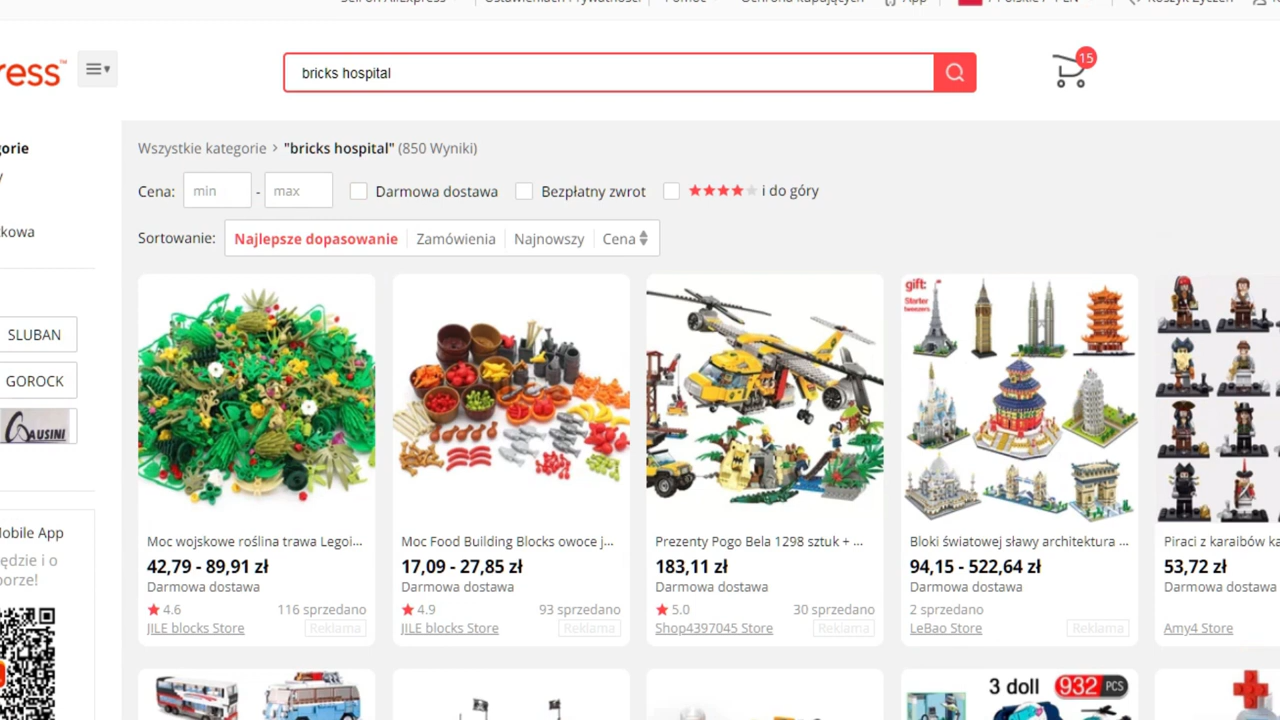 ress™
15
bricks hospital
gorie
Wszystkie kategorie > "bricks hospital" (850 Wyniki)
Cena: min - max Darmowa dostawa Bezpłatny zwrot i do góry
Sortowanie: Najlepsze dopasowanie Zamówienia Najnowszy Cena
SLUBAN
GOROCK
AUSINI
obile App
gift:
Starter
tweezers
Moc wojskowe roślina trawa Legoi...
42,79 - 89,91 zł
Darmowa dostawa
4.6 116 sprzedano
JILE blocks Store Reklama
Moc Food Building Blocks owoce j...
17,09 - 27,85 zł
Darmowa dostawa
4.9 93 sprzedano
JILE blocks Store Reklama
Prezenty Pogo Bela 1298 sztuk + ...
183,11 zł
Darmowa dostawa
5.0 30 sprzedano
Shop4397045 Store Reklama
Bloki światowej sławy architektura ...
94,15 - 522,64 zł
Darmowa dostawa
2 sprzedano
LeBao Store Reklama
Piraci z karaibów ka
53,72 zł
Darmowa dostawa
Amy4 Store
3 doll 932 PCS